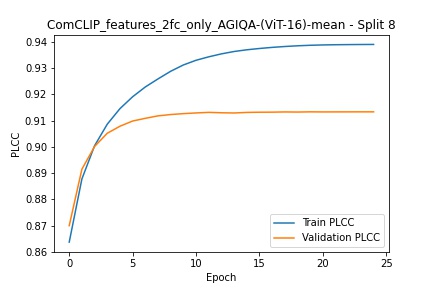 ComCLIP_features_2fc_only_AGIQA-(ViT-16)-mean - Split 8
0.94
0.93
0.92
0.91
0.90
0.89
0.88
0.87
0.86
PLCC
Train PLCC
Validation PLCC
0 5 10 15 20 25
Epoch